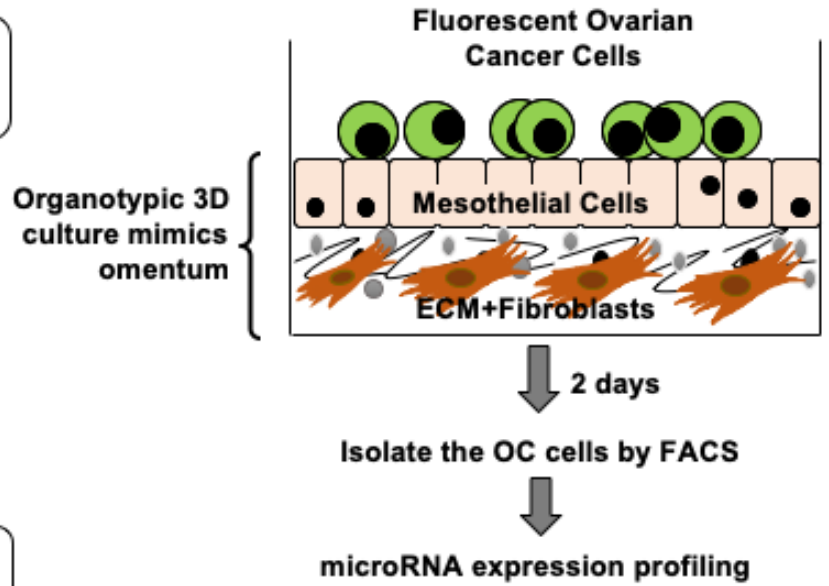 Fluorescent Ovarian
Cancer Cells
Organotypic 3D
culture mimics
omentum
Mesothelial Cells
ECM+Fibroblasts
2 days
Isolate the OC cells by FACS
microRNA expression profiling